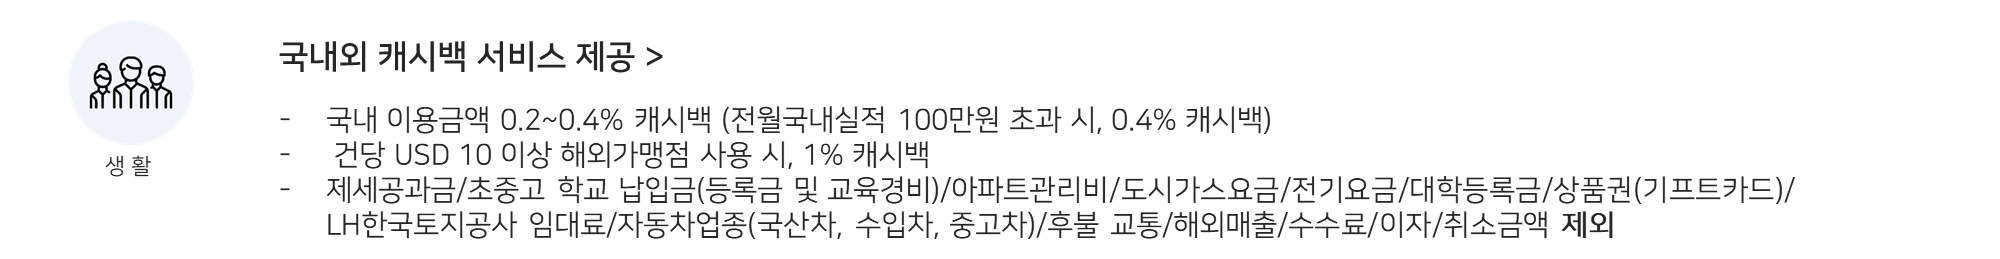 국내외 캐시백 서비스 제공 >
- 국내 이용금액 0.2~0.4% 캐시백 (전월국내실적 100만원 초과 시, 0.4% 캐시백)
- 건당 USD 10 이상 해외가맹점 사용 시, 1% 캐시백
생활
- 제세공과금/초중고 학교 납입금(등록금 및 교육경비)/아파트관리비/도시가스요금/전기요금/대학등록금/상품권(기프트카드)/
LH한국토지공사 임대료/자동차업종(국산차, 수입차, 중고차)/후불 교통/해외매출/수수료/이자/취소금액 제외